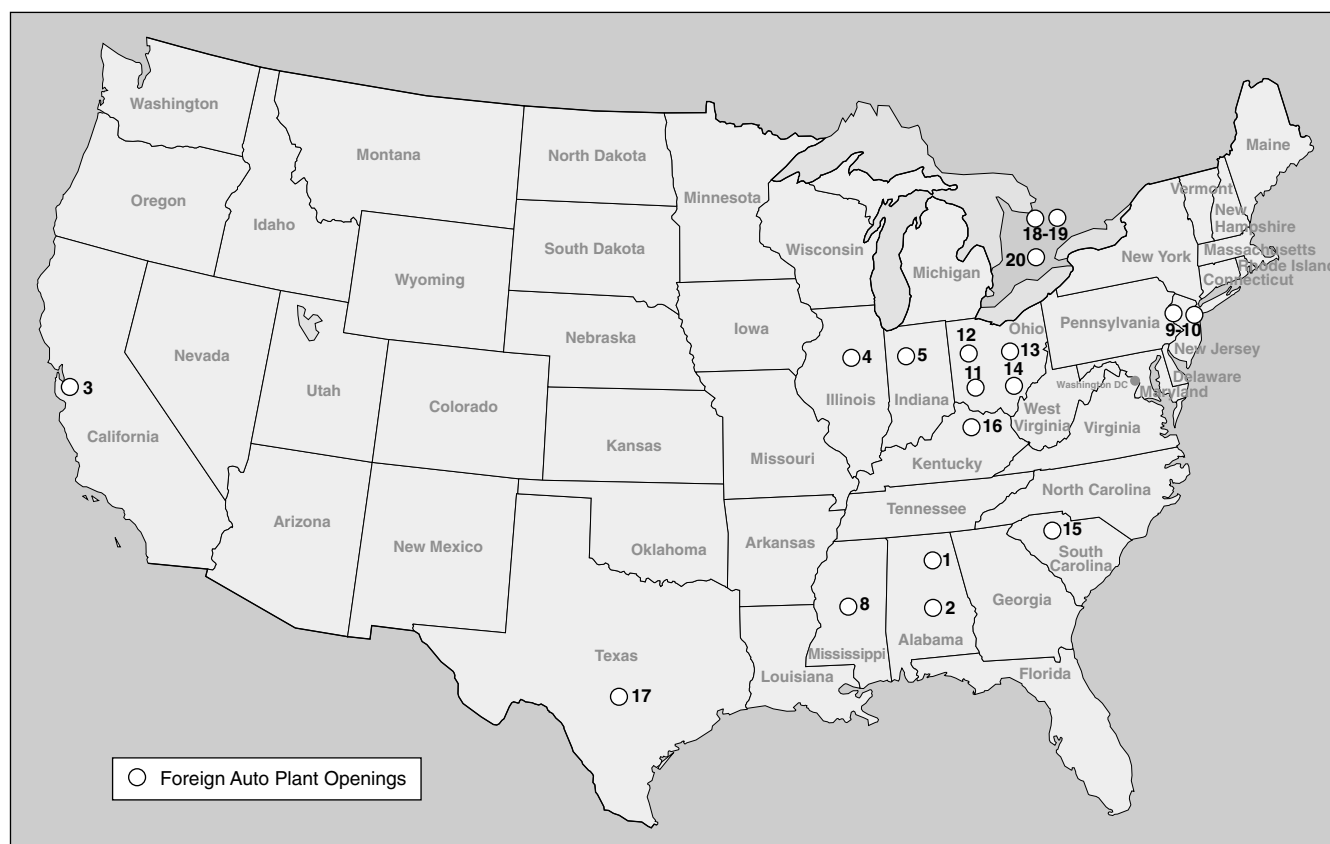 Washington
Oregon
Idaho
Montana
North Dakota
Minnesota
Maine
Vermont
New
Hampshire
Massachusetts
Rhode Island
Connecticut
New York
18-19
20
Michigan
Wisconsin
South Dakota
Wyoming
Nebraska
Iowa
Nevada
Utah
Colorado
California
3
Kansas
Missouri
Illinois
4
Indiana
5
Ohio
12
13
11
14
Pennsylvania
9-10
New Jersey
Delaware
Maryland
Washington DC
West
Virginia
Virginia
Kentucky
16
Tennessee
North Carolina
15
South
Carolina
Arizona
New Mexico
Oklahoma
Arkansas
Texas
17
Louisiana
Mississippi
8
Alabama
1
2
Georgia
Florida
Foreign Auto Plant Openings